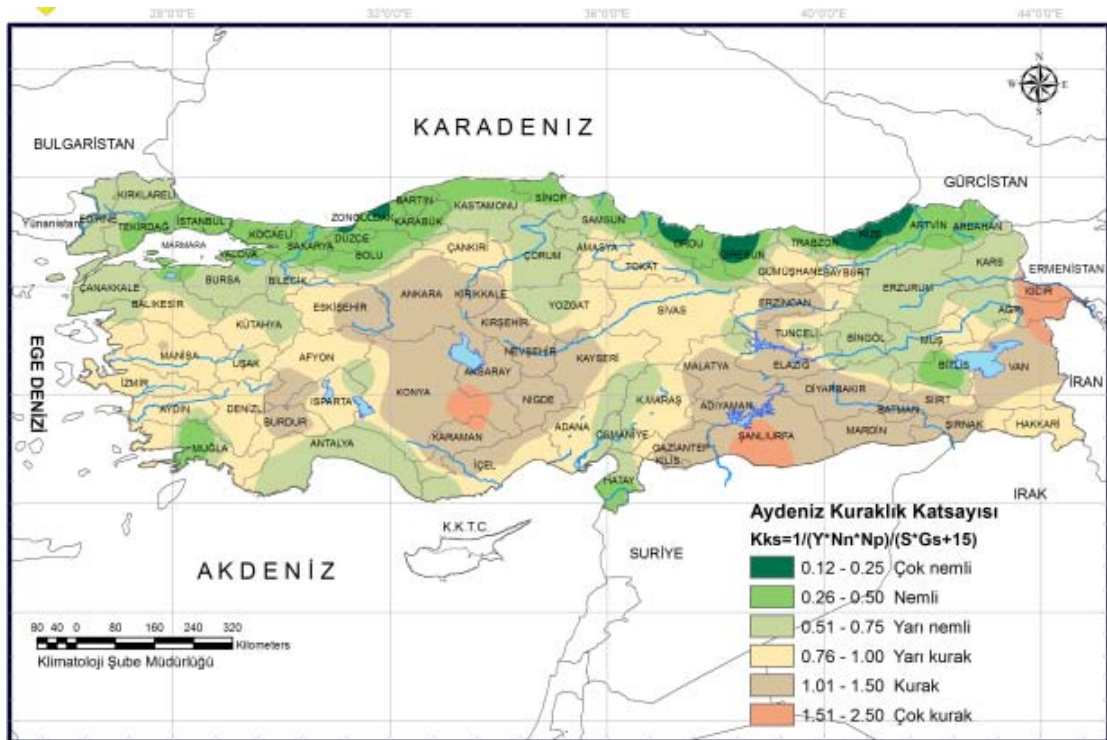 28°0'0"E 32°0'0"E 36°0'0"E 40°0'0"E 44°0'0"E
N
W E
S
KARADENIZ
BULGARİSTAN
GÜRCİSTAN
KIRKLARELİ
SİNOP
BARTIN
KASTAMONU
Yünanistan
EDİRNE
TEKİRDAĞ
İSTANBUL
ZONGULDAK
KARABÜK
SAMSUN
ARTVİN
ARDAHAN
KOCAELİ
SAKARYA
DÜZCE
ORDU
GİRESUN
TRABZON
RİZE
MARMARA
YALOVA
BOLU
ÇANKIRI
ÇORUM
AMASYA
TOKAT
GÜMÜŞHANE
BAYBURT
KARS
ERMENİSTAN
ÇANAKKALE
BURSA
BİLECİK
BALIKESİR
ESKİŞEHİR
ANKARA
KIRIKKALE
YOZGAT
SİVAS
ERZİNCAN
ERZURUM
AĞRI
IĞDIR
KÜTAHYA
KIRŞEHİR
TUNCELİ
BİNGÖL
MUŞ
EGE DENİZİ
MANİSA
UŞAK
AFYON
NEVŞEHİR
KAYSERİ
MALATYA
ELAZIĞ
BİTLİS
VAN
İRAN
İZMİR
AKSARAY
AYDIN
DENİZLİ
ISPARTA
KONYA
NİĞDE
K.MARAŞ
ADIYAMAN
DİYARBAKIR
BATMAN
SİİRT
BURDUR
KARAMAN
ADANA
OSMANİYE
GAZİANTEP
ŞANLIURFA
MARDİN
ŞIRNAK
HAKKARİ
MUĞLA
ANTALYA
İÇEL
KİLİS
HATAY
IRAK
K.K.T.C.
SURİYE
AKDENİZ
Aydeniz Kuraklık Katsayısı
Kks=1/(Y*Nn*Np)/(S*Gs+15)
0.12 - 0.25 Çok nemli
0.26 - 0.50 Nemli
0.51 - 0.75 Yarı nemli
0.76 - 1.00 Yarı kurak
1.01 - 1.50 Kurak
1.51 - 2.50 Çok kurak
80 40 0 80 160 240 320
Kilometers
Klimatoloji Şube Müdürlüğü